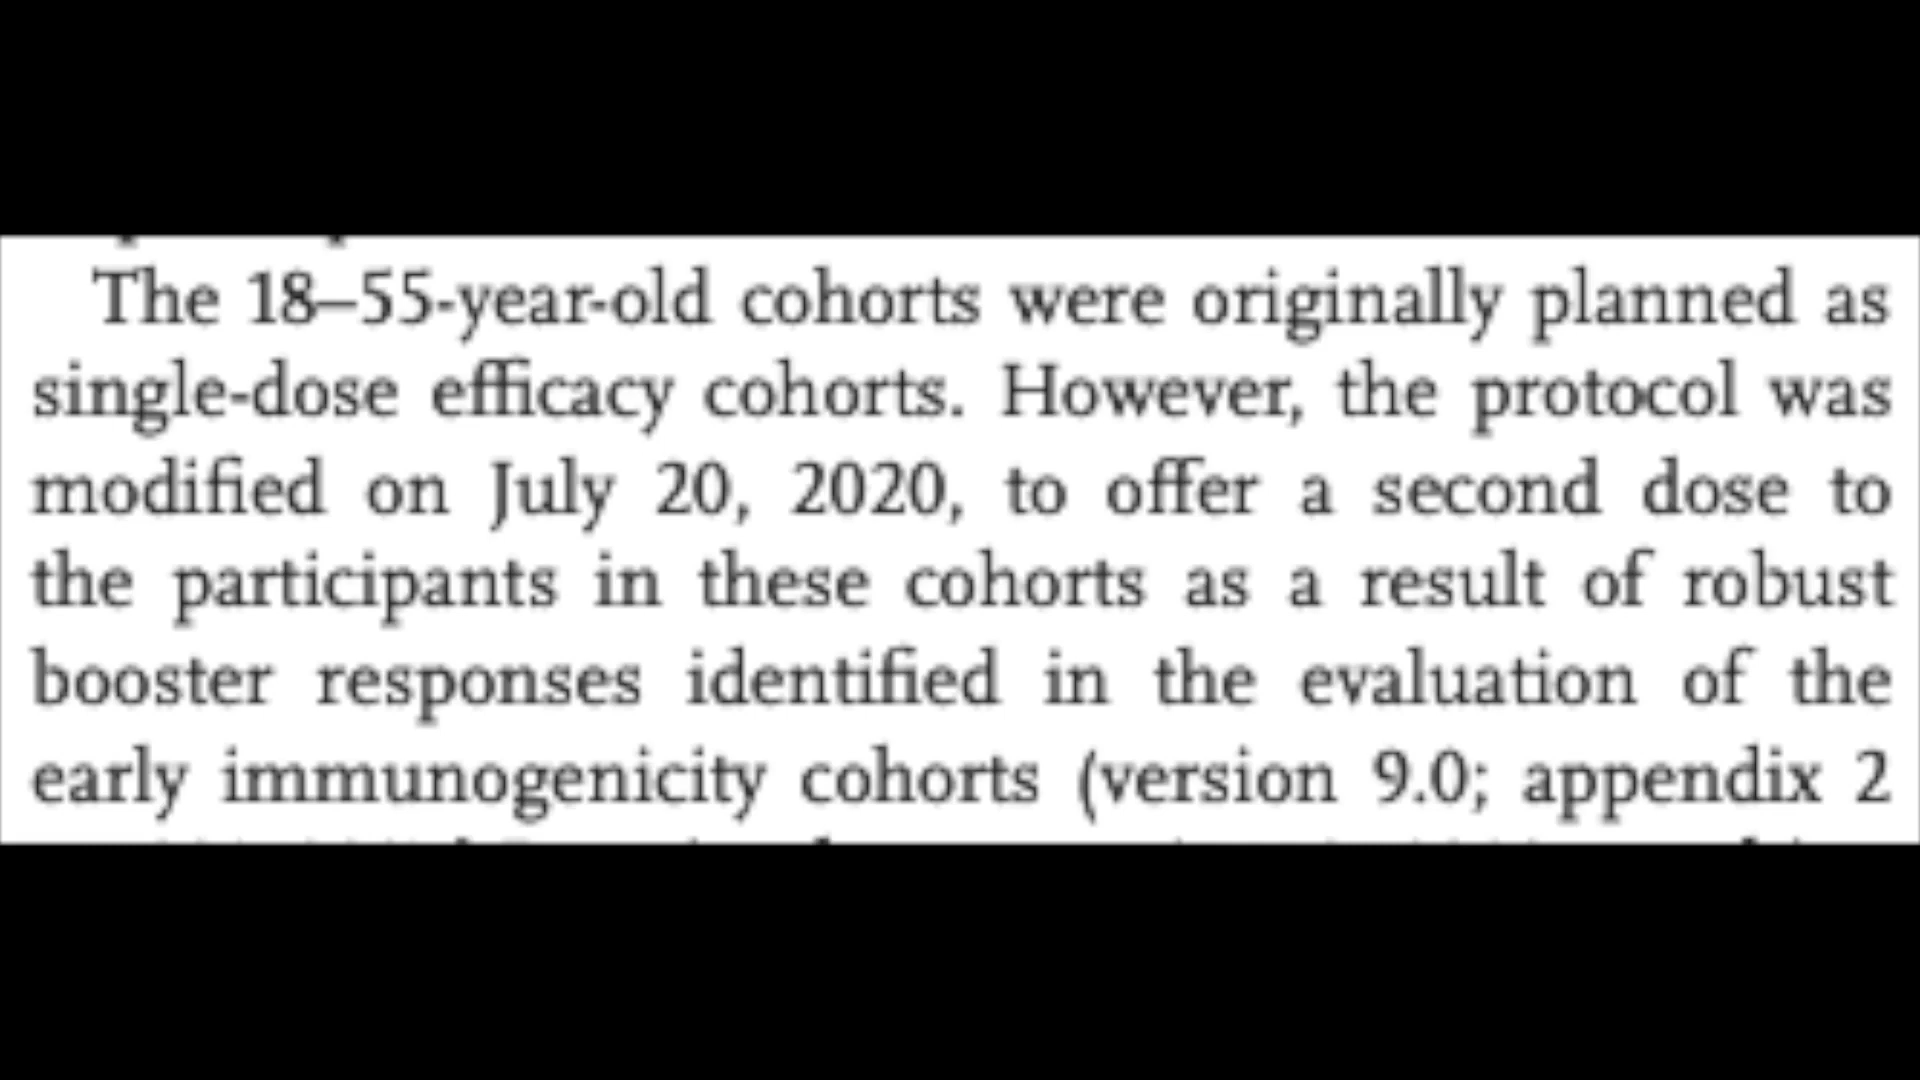 The 18–55-year-old cohorts were originally planned as
single-dose efficacy cohorts. However, the protocol was
modified on July 20, 2020, to offer a second dose to
the participants in these cohorts as a result of robust
booster responses identified in the evaluation of the
early immunogenicity cohorts (version 9.0; appendix 2